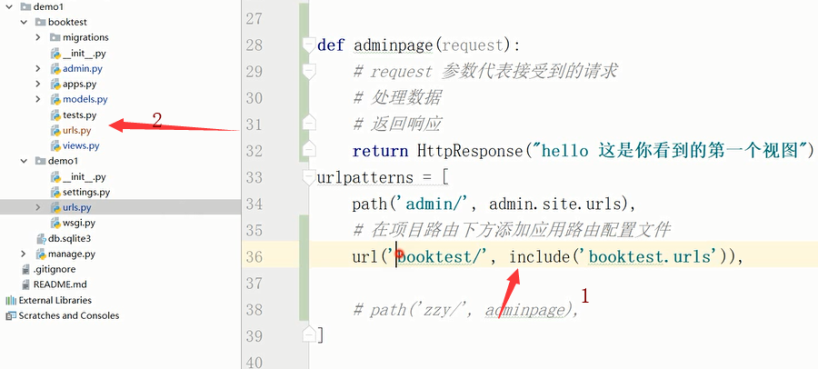 demo1
booktest
migrations
__init__.py
admin.py
apps.py
models.py
tests.py
urls.py
views.py
demo1
__init__.py
settings.py
urls.py
wsgi.py
db.sqlite3
manage.py
.gitignore
README.md
External Libraries
Scratches and Consoles
2
27
28 def adminpage(request):
29 # request 参数代表接受到的请求
30 # 处理数据
31 # 返回响应
32 return HttpResponse("hello 这是你看到的第一个视图")
33 urlpatterns = [
34 path('admin/', admin.site.urls),
35 # 在项目路由下方添加应用路由配置文件
36 url('booktest/', include('booktest.urls')),
37
1
38 # path('zzy/', adminpage),
39 ]
40